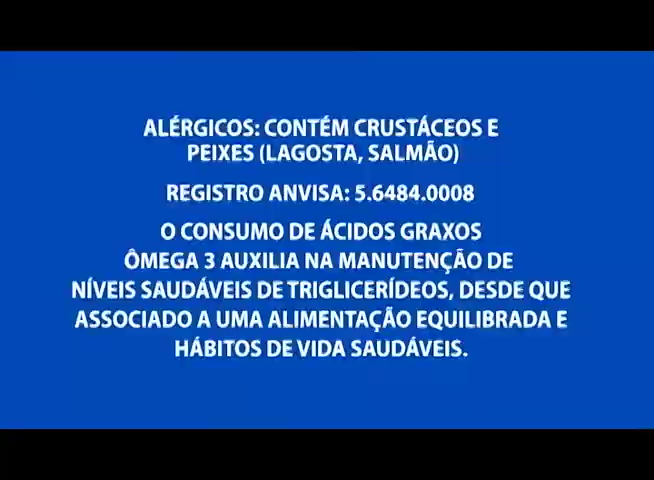 ALÉRGICOS: CONTÉM CRUSTÁCEOS E
PEIXES (LAGOSTA, SALMÃO)
REGISTRO ANVISA: 5.6484.0008
O CONSUMO DE ÁCIDOS GRAXOS
ÔMEGA 3 AUXILIA NA MANUTENÇÃO DE
NÍVEIS SAUDÁVEIS DE TRIGLICERÍDEOS, DESDE QUE
ASSOCIADO A UMA ALIMENTAÇÃO EQUILIBRADA E
HÁBITOS DE VIDA SAUDÁVEIS.